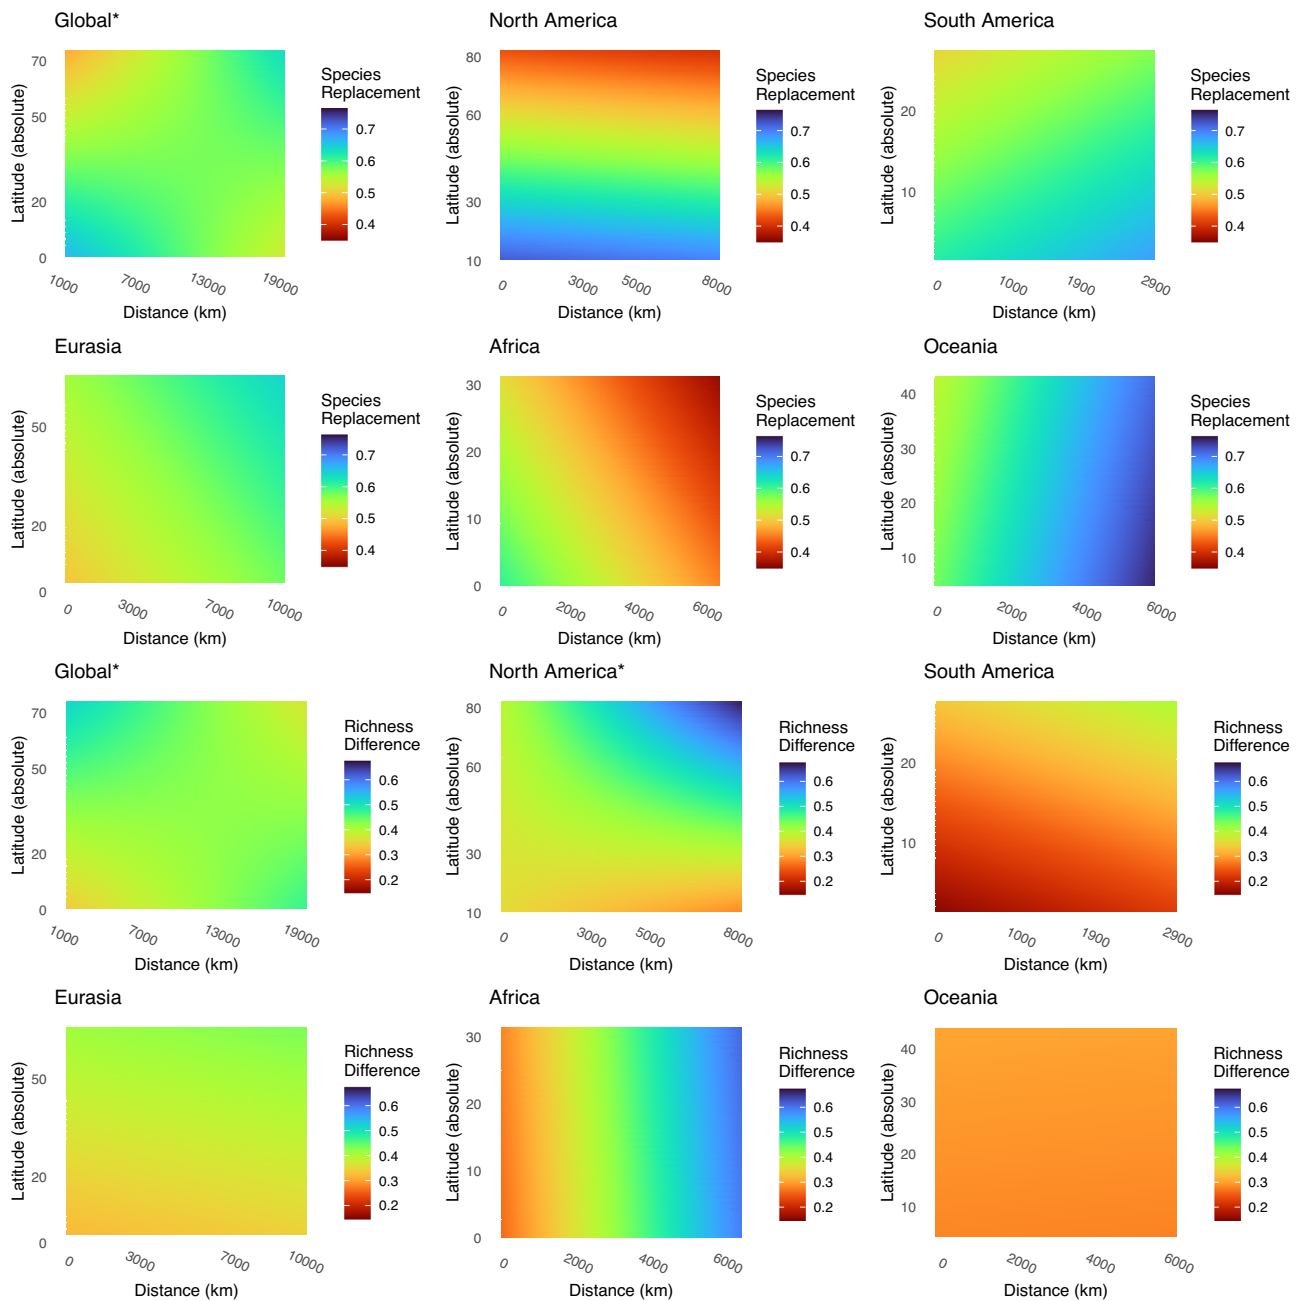 Global*
Latitude (absolute)
70
50
20
0
1000
7000
13000
19000
Distance (km)
Species
Replacement
0.7
0.6
0.5
0.4
North America
Latitude (absolute)
80
60
30
10
0
3000
5000
8000
Distance (km)
Species
Replacement
0.7
0.6
0.5
0.4
South America
Latitude (absolute)
20
10
0
1000
1900
2900
Distance (km)
Species
Replacement
0.7
0.6
0.5
0.4
Eurasia
Latitude (absolute)
50
20
0
0
3000
7000
10000
Distance (km)
Species
Replacement
0.7
0.6
0.5
0.4
Africa
Latitude (absolute)
30
20
10
0
0
2000
4000
6000
Distance (km)
Species
Replacement
0.7
0.6
0.5
0.4
Oceania
Latitude (absolute)
40
30
20
10
0
2000
4000
6000
Distance (km)
Species
Replacement
0.7
0.6
0.5
0.4
Global*
Latitude (absolute)
70
50
20
0
1000
7000
13000
19000
Distance (km)
Richness
Difference
0.6
0.5
0.4
0.3
0.2
North America*
Latitude (absolute)
80
60
30
10
0
3000
5000
8000
Distance (km)
Richness
Difference
0.6
0.5
0.4
0.3
0.2
South America
Latitude (absolute)
20
10
0
1000
1900
2900
Distance (km)
Richness
Difference
0.6
0.5
0.4
0.3
0.2
Eurasia
Latitude (absolute)
50
20
0
0
3000
7000
10000
Distance (km)
Richness
Difference
0.6
0.5
0.4
0.3
0.2
Africa
Latitude (absolute)
30
20
10
0
0
2000
4000
6000
Distance (km)
Richness
Difference
0.6
0.5
0.4
0.3
0.2
Oceania
Latitude (absolute)
40
30
20
10
0
2000
4000
6000
Distance (km)
Richness
Difference
0.6
0.5
0.4
0.3
0.2